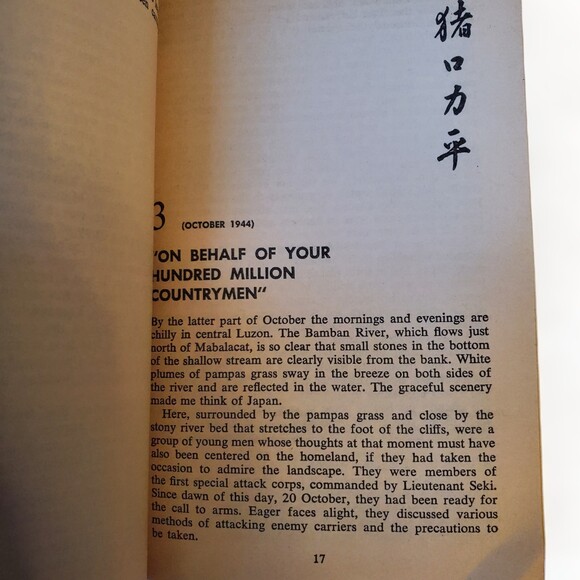 猪口力平
3 (OCTOBER 1944)
"ON BEHALF OF YOUR
HUNDRED MILLION
COUNTRYMEN"
By the latter part of October the mornings and evenings are
chilly in central Luzon. The Bamban River, which flows just
north of Mabalacat, is so clear that small stones in the bottom
of the shallow stream are clearly visible from the bank. White
plumes of pampas grass sway in the breeze on both sides of
the river and are reflected in the water. The graceful scenery
made me think of Japan.
Here, surrounded by the pampas grass and close by the
stony river bed that stretches to the foot of the cliffs, were a
group of young men whose thoughts at that moment must have
also been centered on the homeland, if they had taken the
occasion to admire the landscape. They were members of
the first special attack corps, commanded by Lieutenant Seki.
Since dawn of this day, 20 October, they had been ready for
the call to arms. Eager faces alight, they discussed various
methods of attacking enemy carriers and the precautions to
be taken.
17